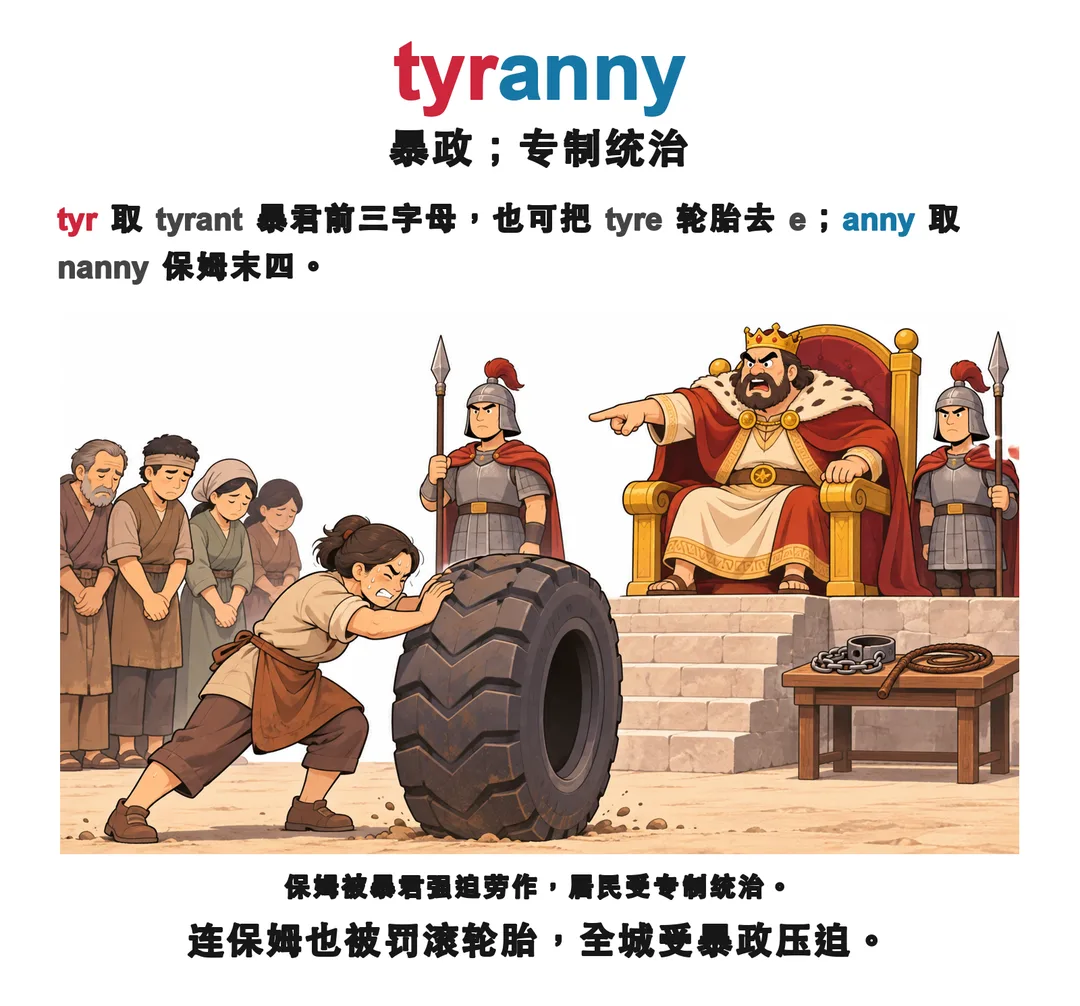 tyranny
暴政；专制统治
tyr 取 tyrant 暴君前三字母，也可把 tyre 轮胎去 e；anny 取
nanny 保姆末四。
保姆被暴君强迫劳作，居民受专制统治。
连保姆也被罚滚轮胎，全城受暴政压迫。